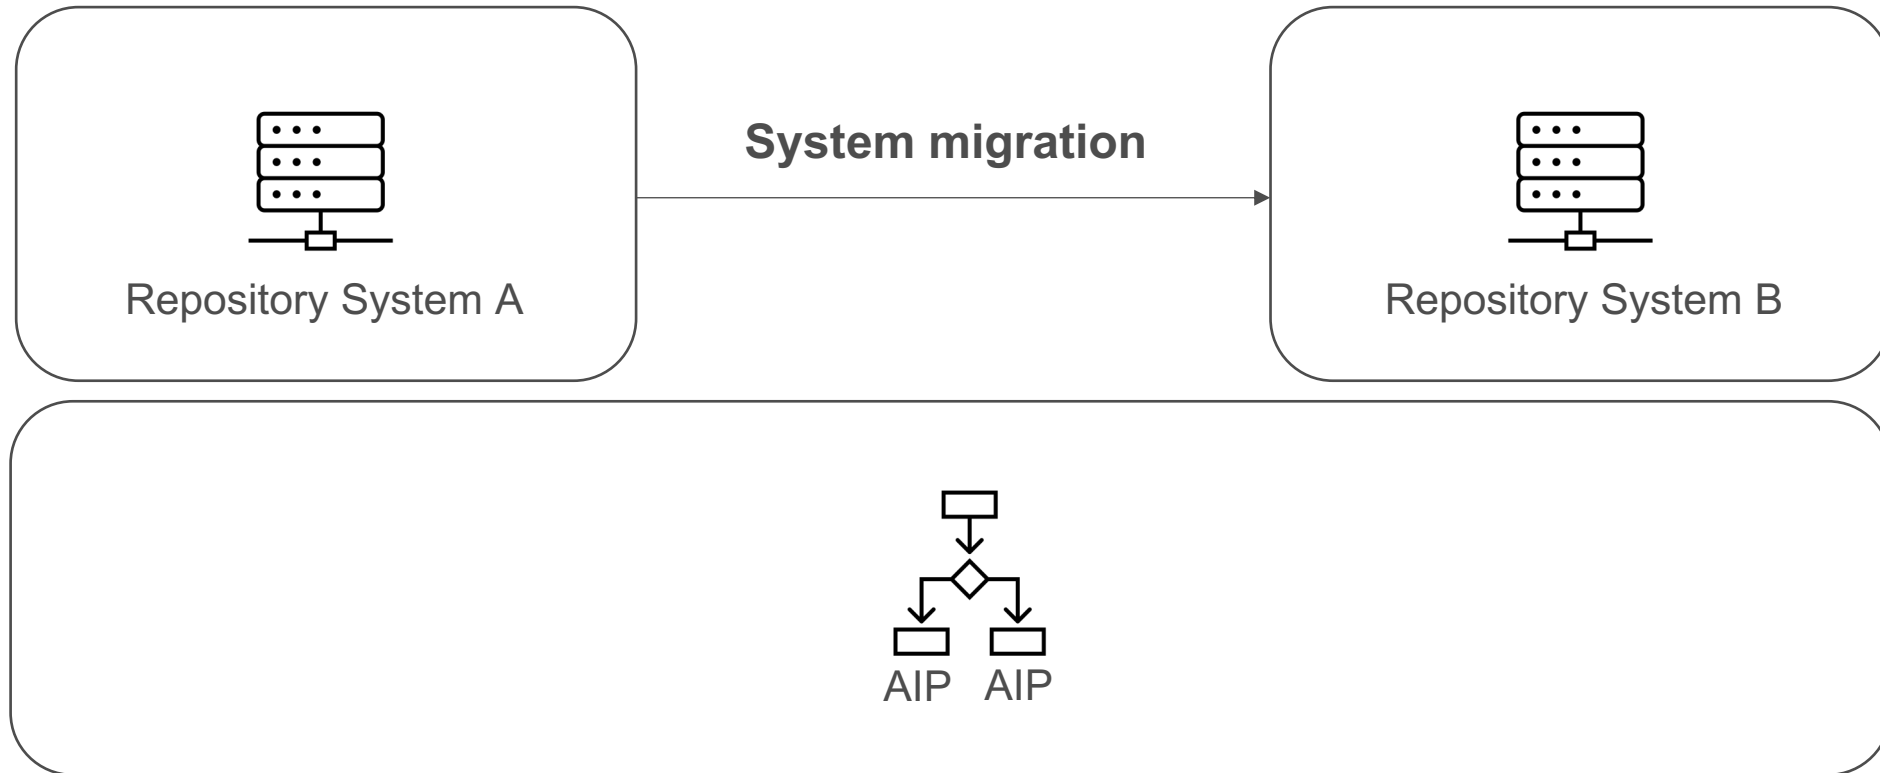 System migration
Repository System A
Repository System B
AIP AIP